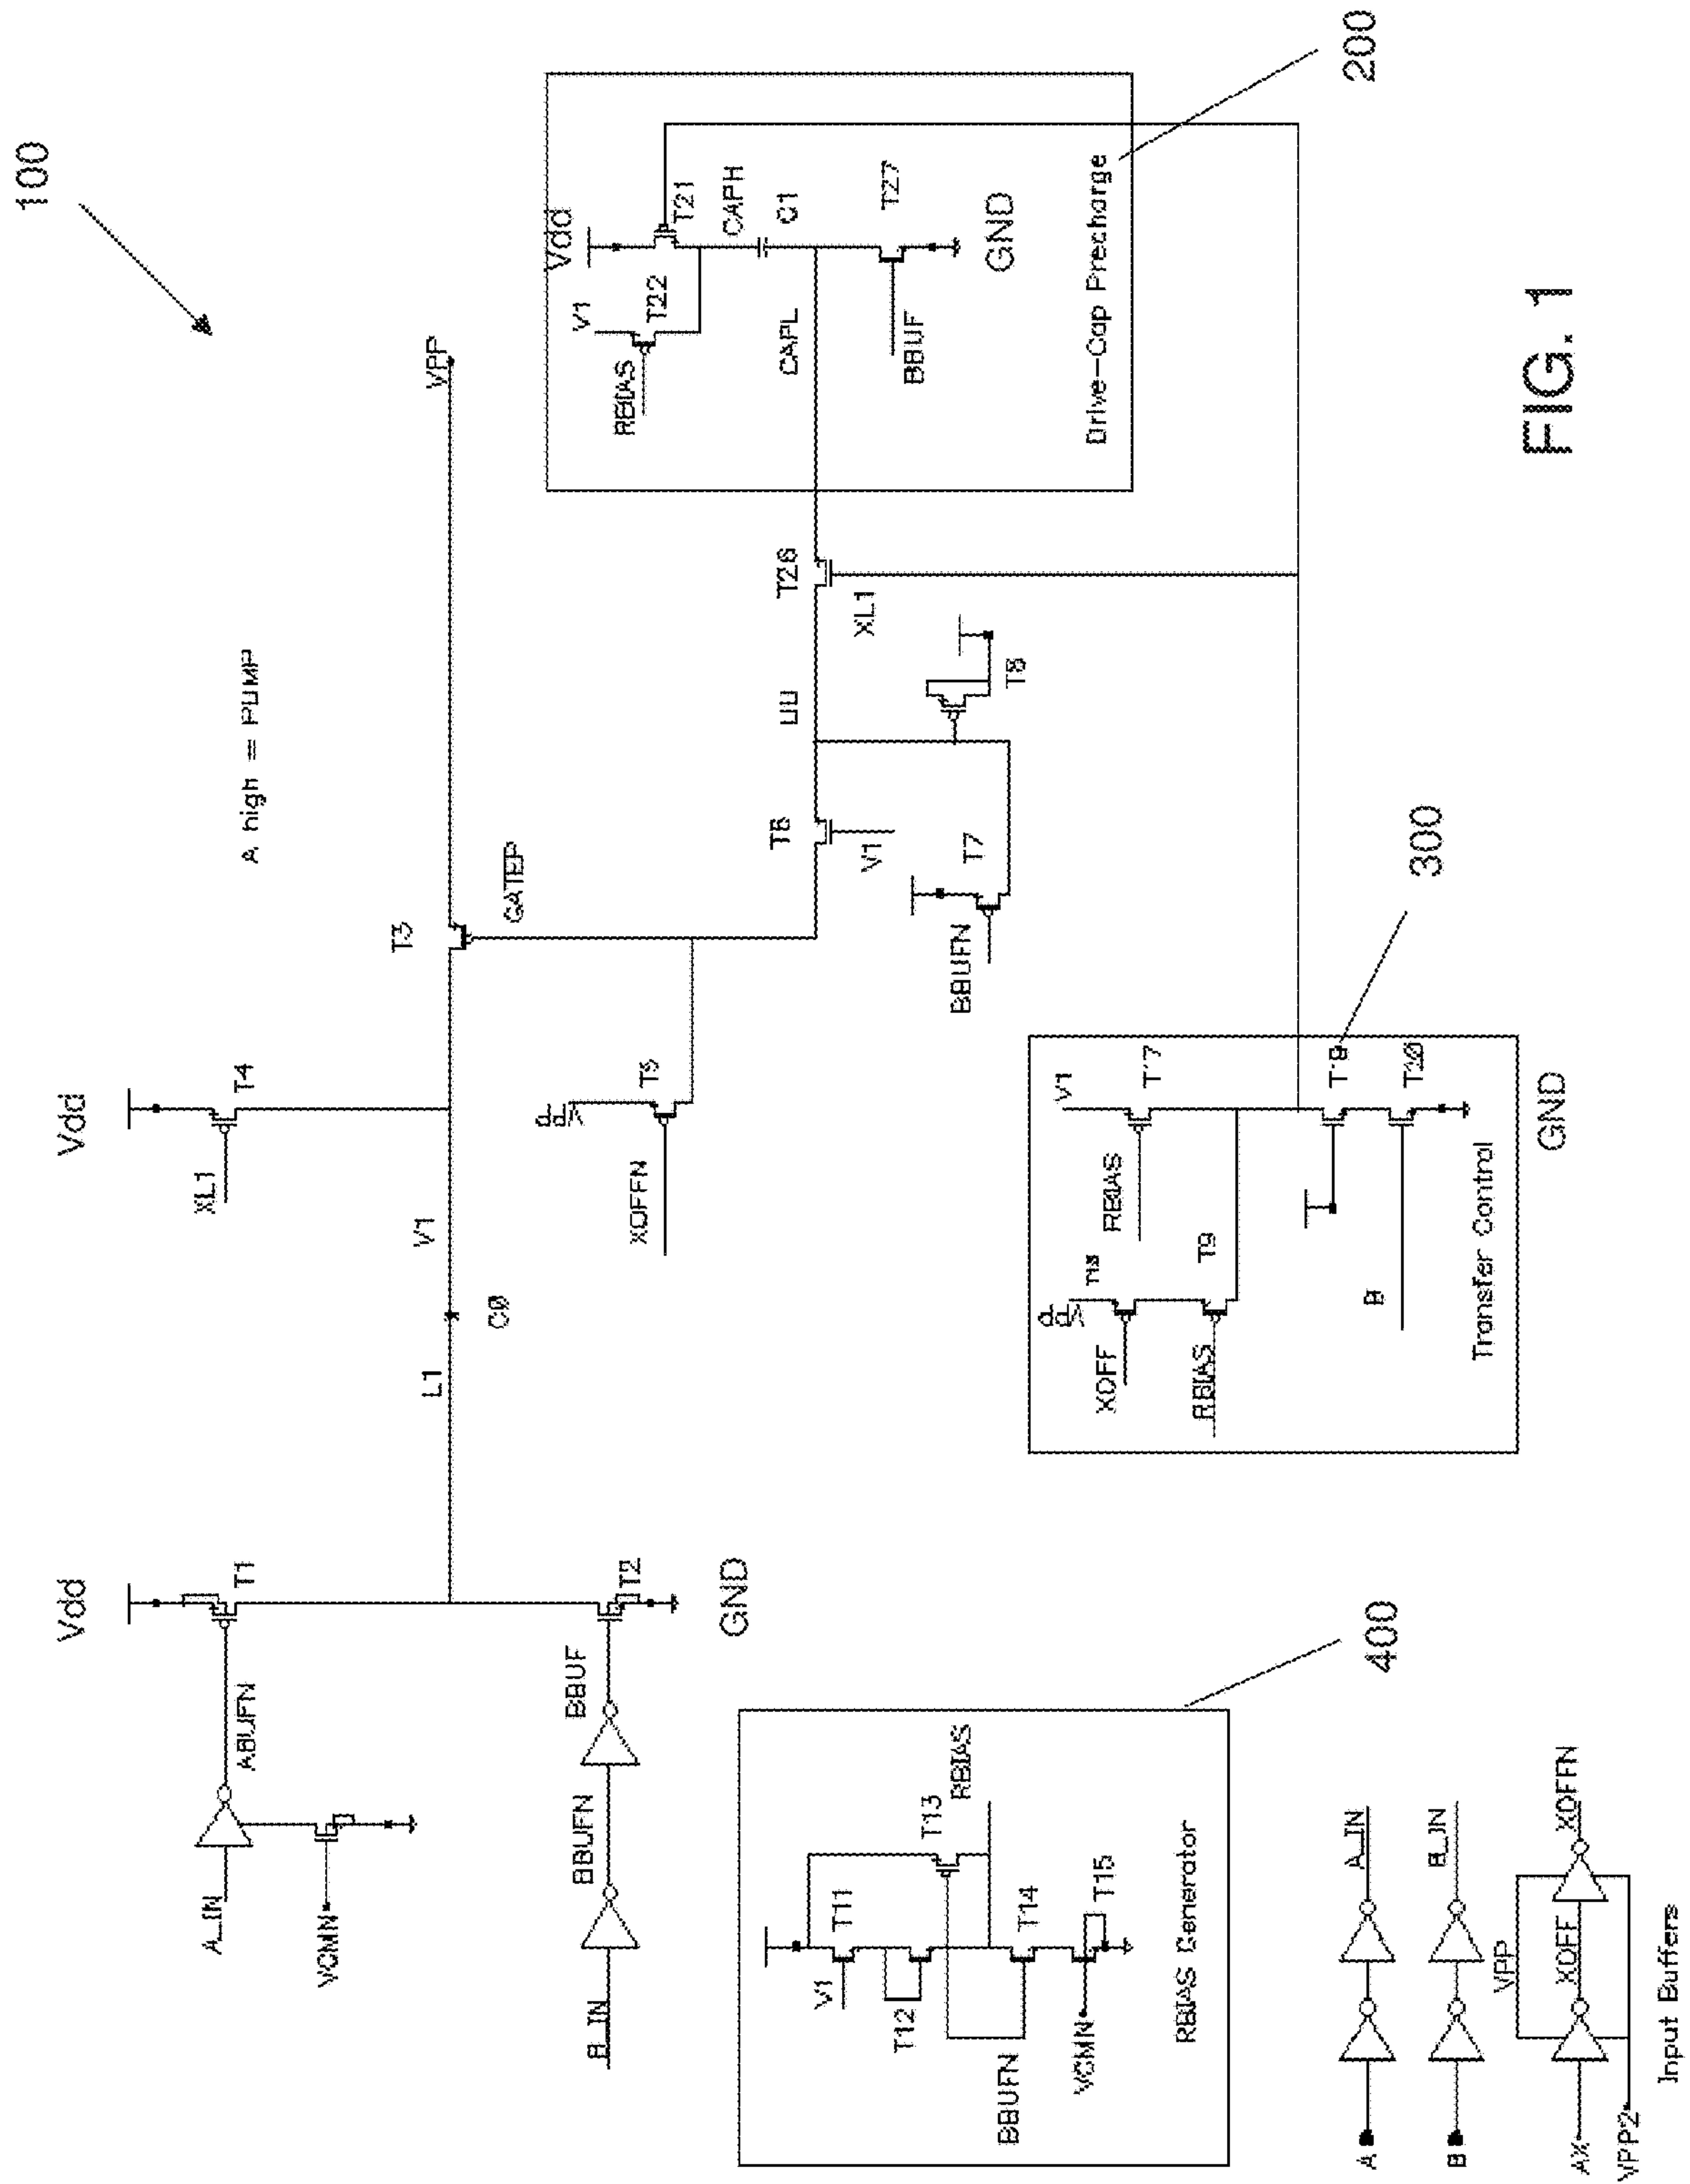 100
A high = PUMP
Vdd
Vdd
T1
ABUFN
A_IN
VCMN
T4
XL1
L1
C0
V1
T3
VPP
GATEP
BBUF
T2
GND
BBUFN
B_IN
T5
VPP
XOFFN
UU
T26
XL1
T6
V1
T7
BBUFN
T8
Vdd
T21
T22
V1
RBIAS
CAPH
C1
CAPL
T27
BBUF
GND
Drive-Cap Precharge
200
RBIAS
T13
T11
V1
T12
T14
BBUFN
T15
VCMN
RBIAS Generator
400
V1
T17
RBIAS
VPP
XOFF
T9
RBIAS
T20
B
Transfer Control
GND
300
A
A_IN
B
B_IN
VPP
AX
XOFF
XOFFN
VPP2
Input Buffers
FIG. 1